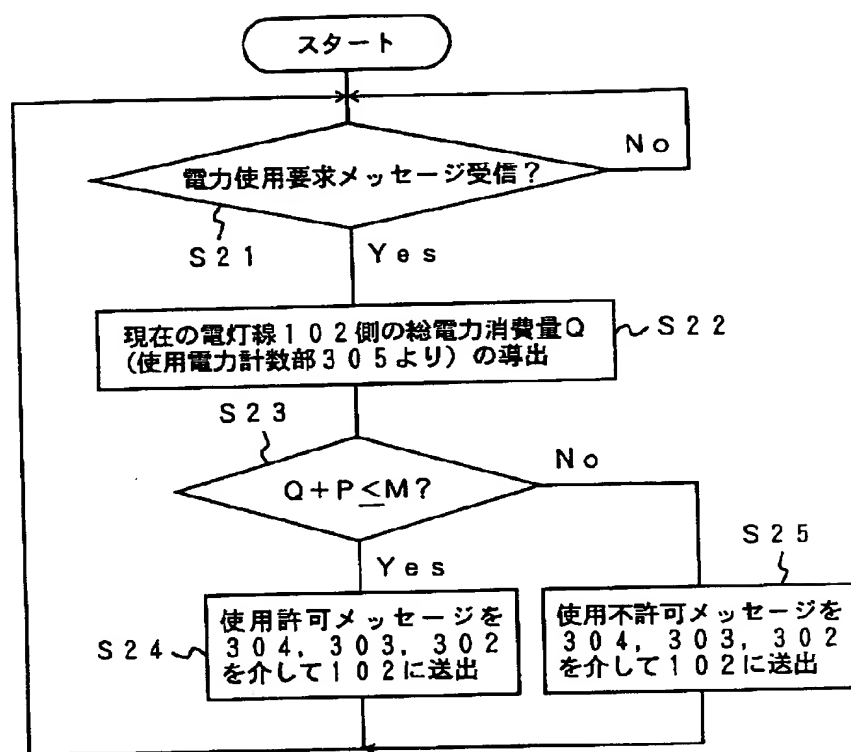 スタート
No
電力使用要求メッセージ受信?
S21
Yes
現在の電灯線102側の総電力消費量Q
(使用電力計数部305より)の導出
S22
S23
No
Q+P≦M?
S25
Yes
使用許可メッセージを
304,303,302
を介して102に送出
S24
使用不許可メッセージを
304,303,302
を介して102に送出